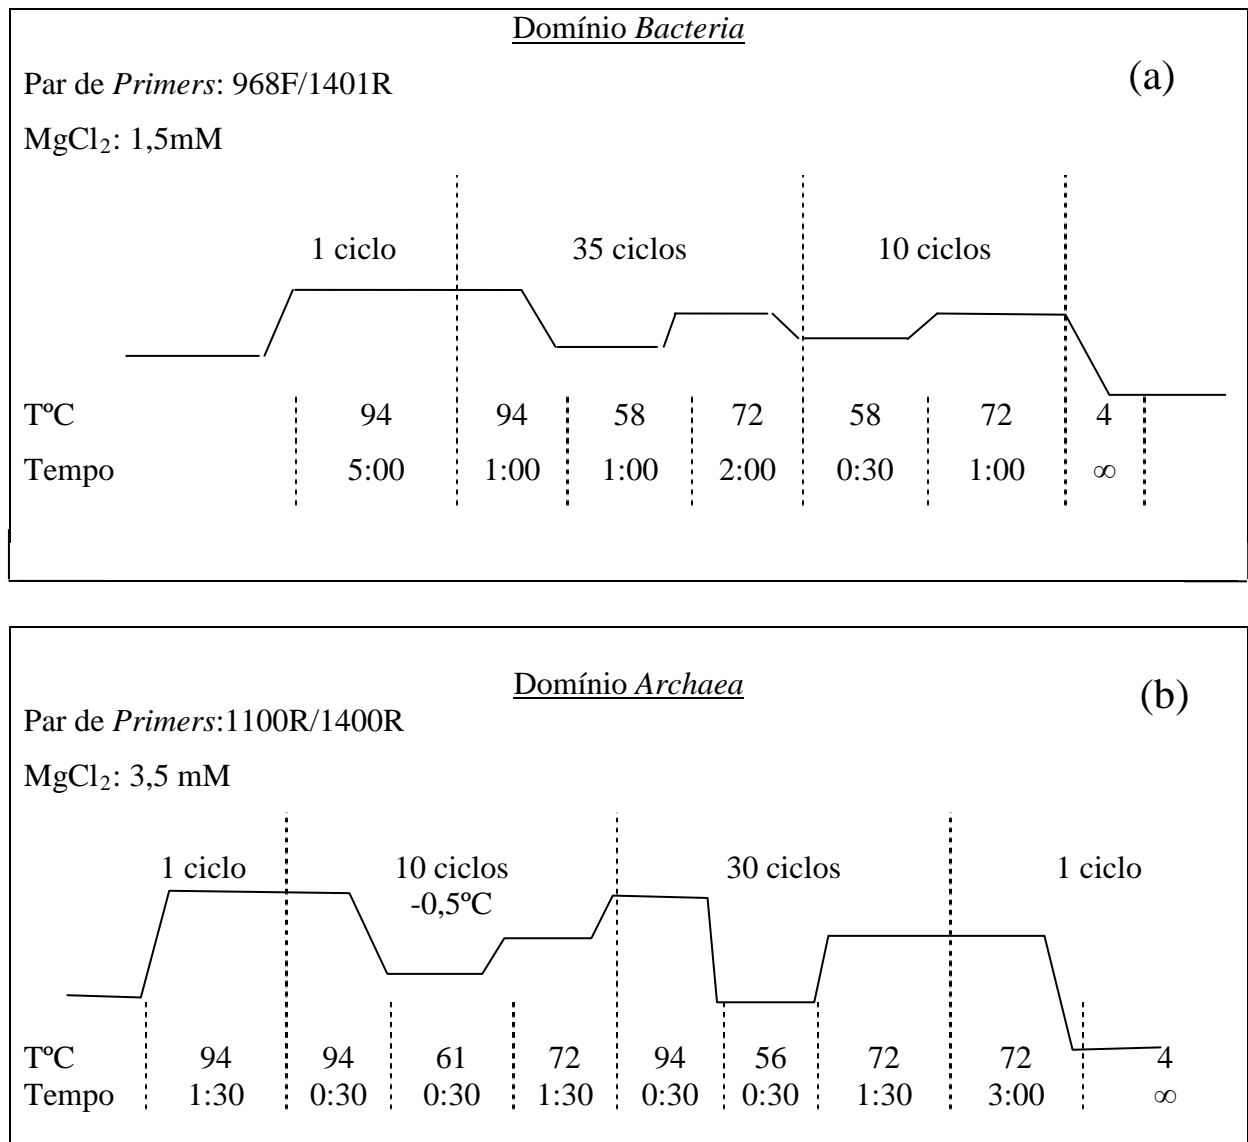 Domínio Bacteria
(a)
Par de Primers: 968F/1401R
MgCl₂: 1,5mM
1 ciclo 35 ciclos 10 ciclos
TºC 94 94 58 72 58 72 4
Tempo 5:00 1:00 1:00 2:00 0:30 1:00 ∞
Domínio Archaea
(b)
Par de Primers:1100R/1400R
MgCl₂: 3,5 mM
1 ciclo 10 ciclos 30 ciclos 1 ciclo
-0,5ºC
TºC 94 94 61 72 94 56 72 72 4
Tempo 1:30 0:30 0:30 1:30 0:30 0:30 1:30 3:00 ∞